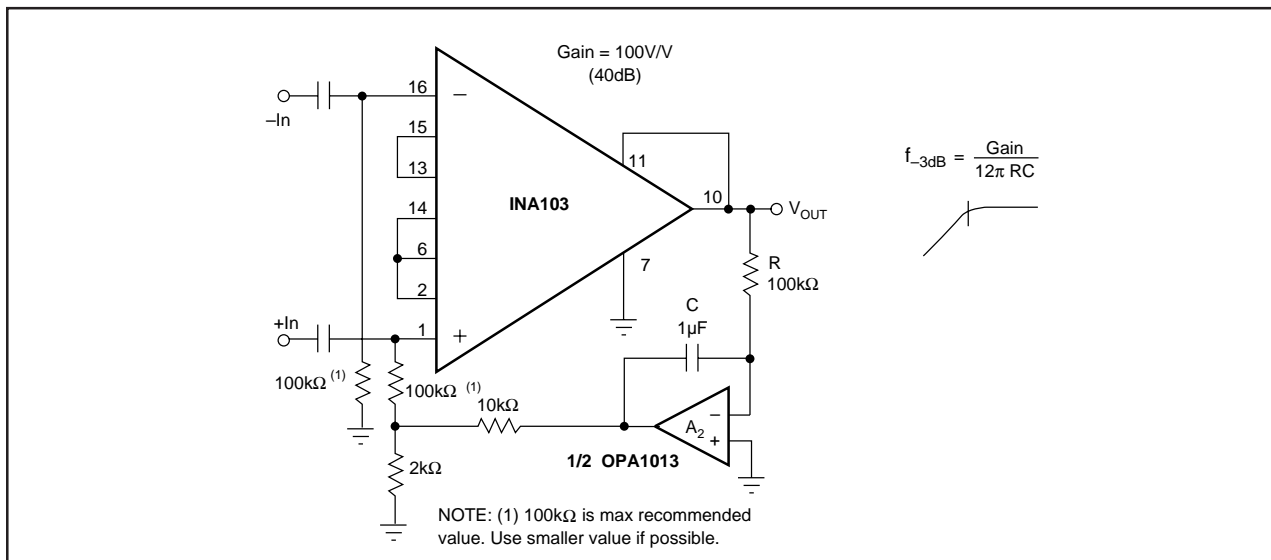 Gain = 100V/V
(40dB)
–In
16
–
15
13
14
6
2
1
+
+In
INA103
11
10
7
VOUT
f–3dB = Gain
12π RC
R
100kΩ
C
1µF
100kΩ (1)
100kΩ (1)
10kΩ
2kΩ
A2
–
+
1/2 OPA1013
NOTE: (1) 100kΩ is max recommended
value. Use smaller value if possible.